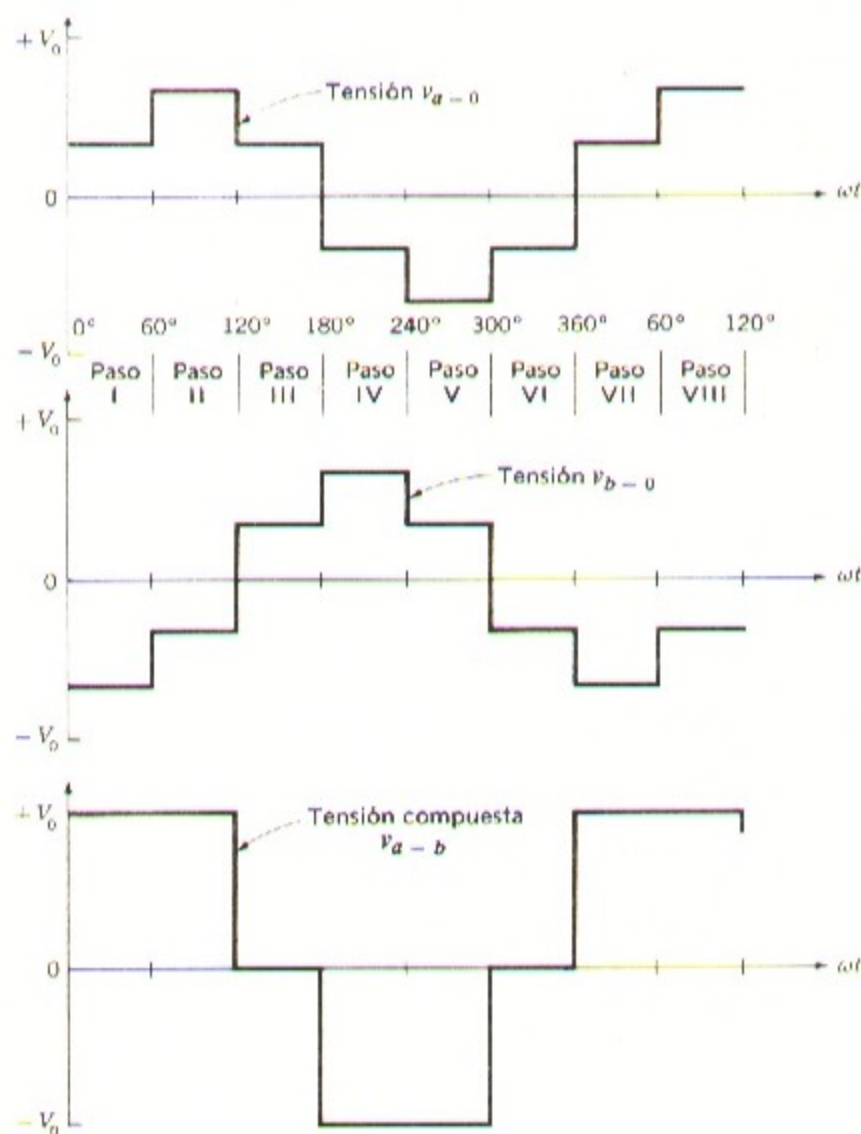 + V₀
Tensión vₐ₋₀
0
ωt
0° 60° 120° 180° 240° 300° 360° 60° 120°
− V₀
Paso I Paso II Paso III Paso IV Paso V Paso VI Paso VII Paso VIII
+ V₀
Tensión v_b − 0
0
ωt
− V₀
+ V₀
Tensión compuesta
v_a − b
0
ωt
− V₀